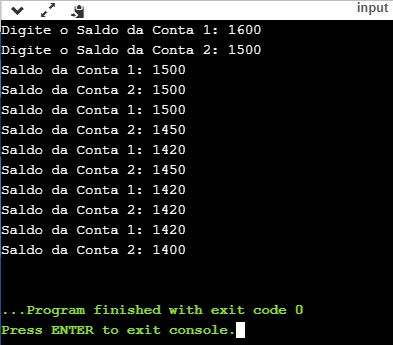 input
Digite o Saldo da Conta 1: 1600
Digite o Saldo da Conta 2: 1500
Saldo da Conta 1: 1500
Saldo da Conta 2: 1500
Saldo da Conta 1: 1500
Saldo da Conta 2: 1450
Saldo da Conta 1: 1420
Saldo da Conta 2: 1450
Saldo da Conta 1: 1420
Saldo da Conta 2: 1420
Saldo da Conta 1: 1420
Saldo da Conta 2: 1400
...Program finished with exit code 0
Press ENTER to exit console.